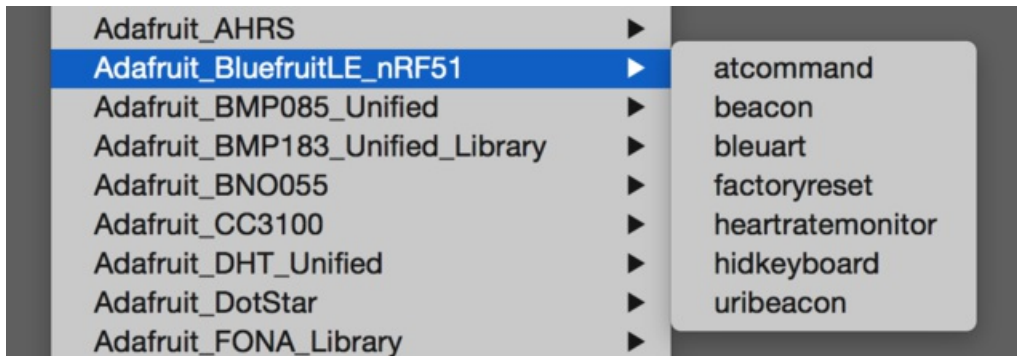 Adafruit_AHRS
Adafruit_BluefruitLE_nRF51
Adafruit_BMP085_Unified
Adafruit_BMP183_Unified_Library
Adafruit_BNO055
Adafruit_CC3100
Adafruit_DHT_Unified
Adafruit_DotStar
Adafruit_FONA_Library
atcommand
beacon
bleuart
factoryreset
heartratemonitor
hidkeyboard
uribeacon